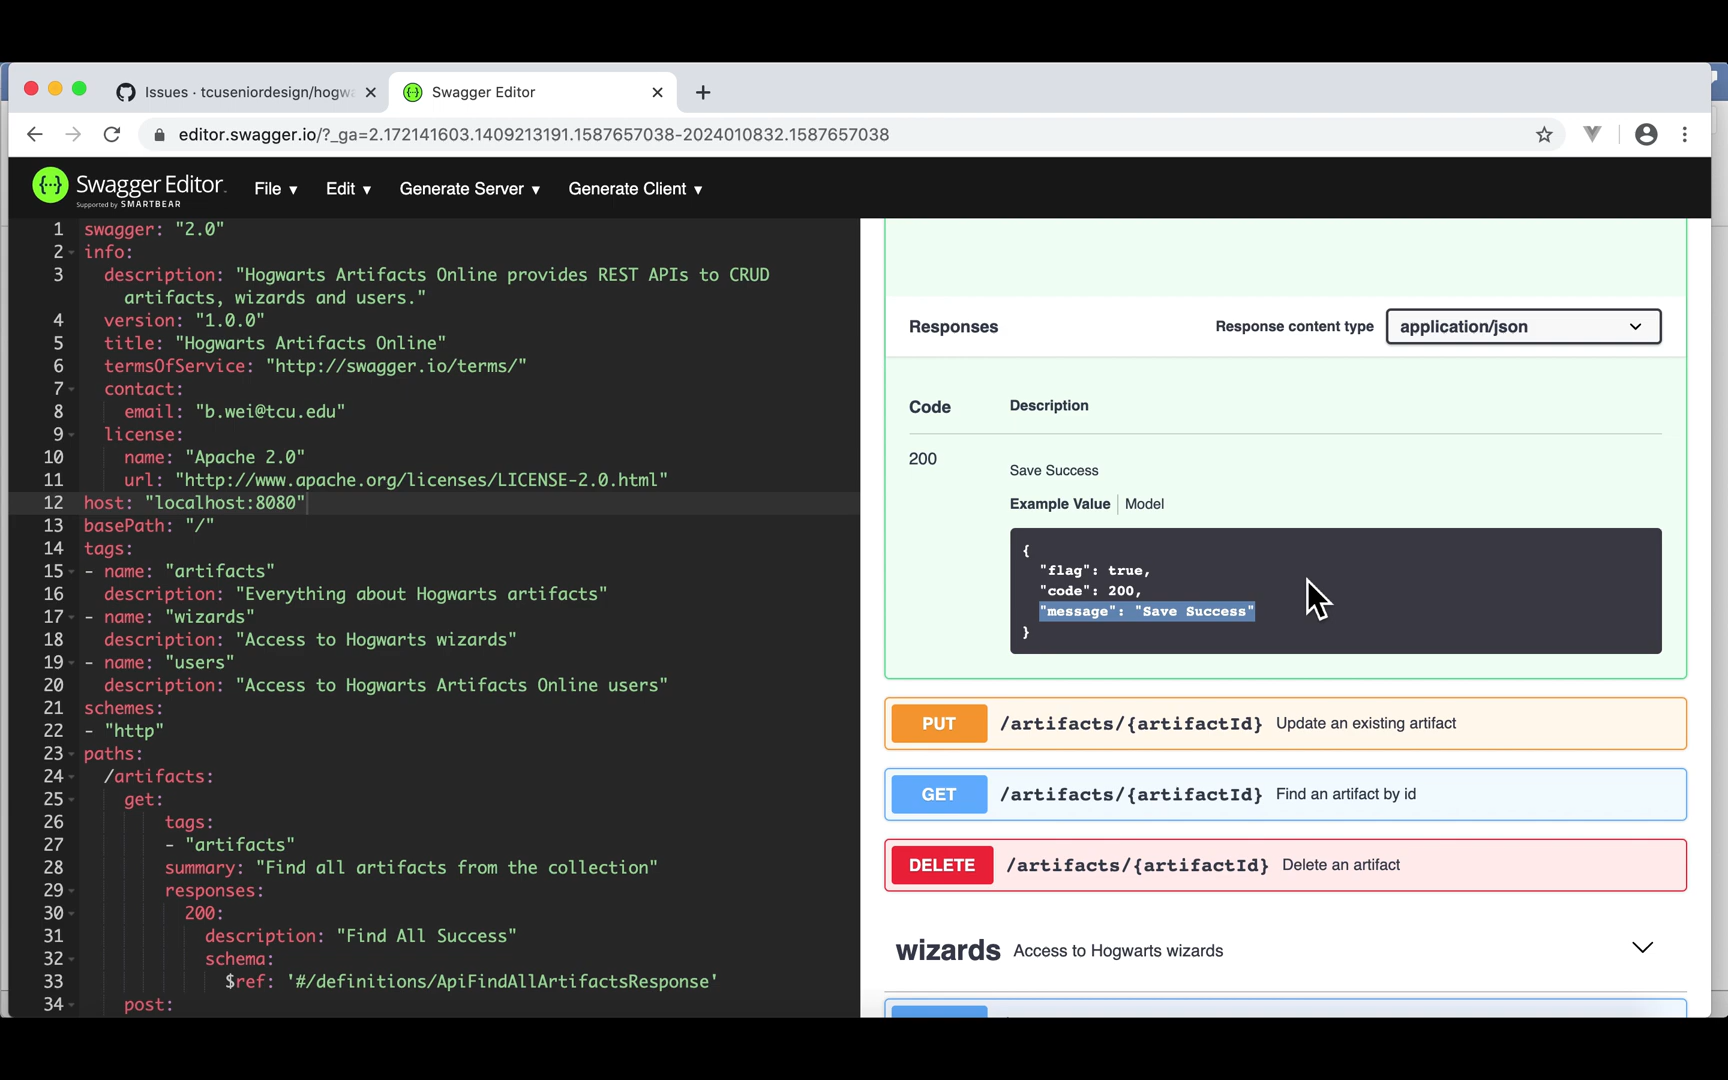 Issues · tcuseniordesign/hogw
Swagger Editor
editor.swagger.io/?_ga=2.172141603.1409213191.1587657038-2024010832.1587657038
Swagger Editor
Supported by SMARTBEAR
File ▾
Edit ▾
Generate Server ▾
Generate Client ▾
1 swagger: "2.0"
2 info:
3 description: "Hogwarts Artifacts Online provides REST APIs to CRUD
artifacts, wizards and users."
4 version: "1.0.0"
5 title: "Hogwarts Artifacts Online"
6 termsOfService: "http://swagger.io/terms/"
7 contact:
8 email: "b.wei@tcu.edu"
9 license:
10 name: "Apache 2.0"
11 url: "http://www.apache.org/licenses/LICENSE-2.0.html"
12 host: "localhost:8080"
13 basePath: "/"
14 tags:
15 - name: "artifacts"
16 description: "Everything about Hogwarts artifacts"
17 - name: "wizards"
18 description: "Access to Hogwarts wizards"
19 - name: "users"
20 description: "Access to Hogwarts Artifacts Online users"
21 schemes:
22 - "http"
23 paths:
24 /artifacts:
25 get:
26 tags:
27 - "artifacts"
28 summary: "Find all artifacts from the collection"
29 responses:
30 200:
31 description: "Find All Success"
32 schema:
33 $ref: '#/definitions/ApiFindAllArtifactsResponse'
34 post:
Responses
Response content type
application/json
Code
Description
200
Save Success
Example Value
Model
{
"flag": true,
"code": 200,
"message": "Save Success"
}
PUT /artifacts/{artifactId} Update an existing artifact
GET /artifacts/{artifactId} Find an artifact by id
DELETE /artifacts/{artifactId} Delete an artifact
wizards Access to Hogwarts wizards